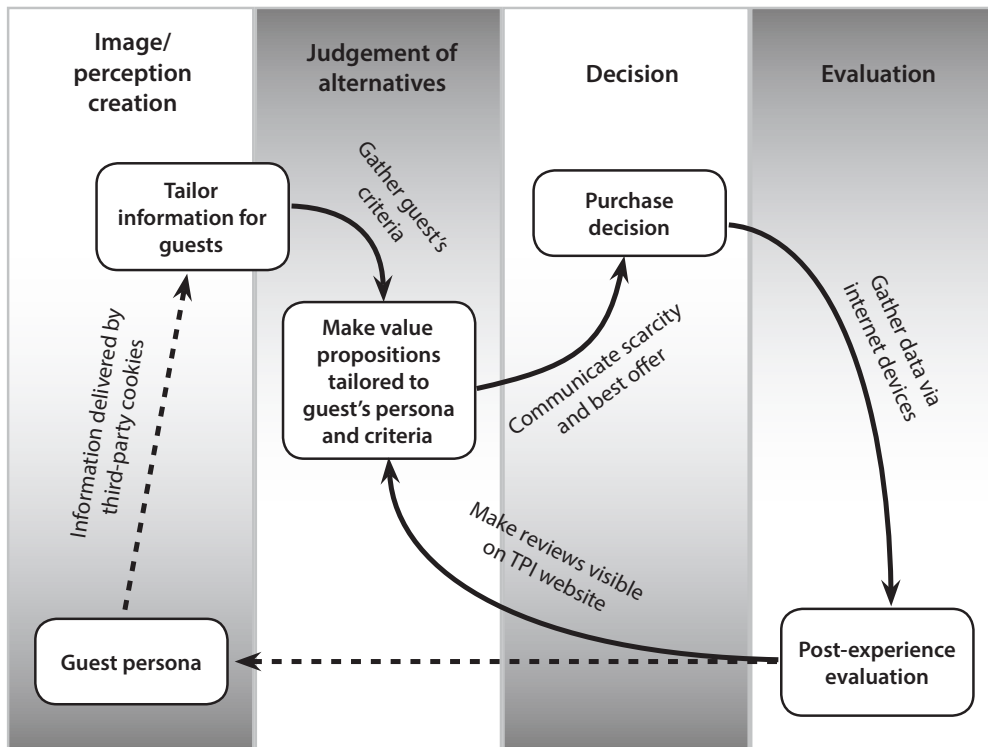 Image/
perception
creation
Judgement of
alternatives
Decision
Evaluation
Tailor
information for
guests
Gather guest's
criteria
Purchase
decision
Make value
propositions
tailored to
guest's persona
and criteria
Communicate scarcity
and best offer
Gather data via
internet devices
Information delivered by
third-party cookies
Make reviews visible
on TPI website
Guest persona
Post-experience
evaluation